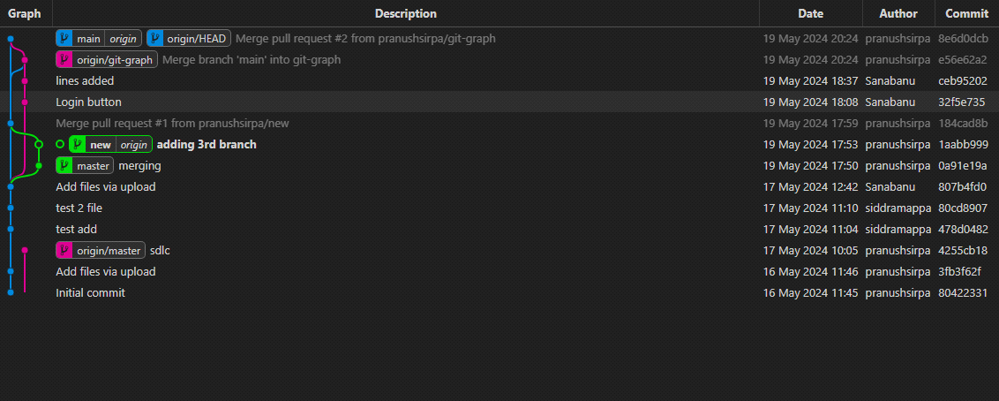 Graph Description Date Author Commit
main origin origin/HEAD Merge pull request #2 from pranushsirpa/git-graph 19 May 2024 20:24 pranushsirpa 8e6d0dcb
origin/git-graph Merge branch 'main' into git-graph 19 May 2024 20:24 pranushsirpa e56e62a2
lines added 19 May 2024 18:37 Sanabanu ceb95202
Login button 19 May 2024 18:08 Sanabanu 32f5e735
Merge pull request #1 from pranushsirpa/new 19 May 2024 17:59 pranushsirpa 184cad8b
new origin adding 3rd branch 19 May 2024 17:53 pranushsirpa 1aabb999
master merging 19 May 2024 17:50 pranushsirpa 0a91e19a
Add files via upload 17 May 2024 12:42 Sanabanu 807b4fd0
test 2 file 17 May 2024 11:10 siddramappa 80cd8907
test add 17 May 2024 11:04 siddramappa 478d0482
origin/master sdlc 17 May 2024 10:05 pranushsirpa 4255cb18
Add files via upload 16 May 2024 11:46 pranushsirpa 3fb3f62f
Initial commit 16 May 2024 11:45 pranushsirpa 80422331